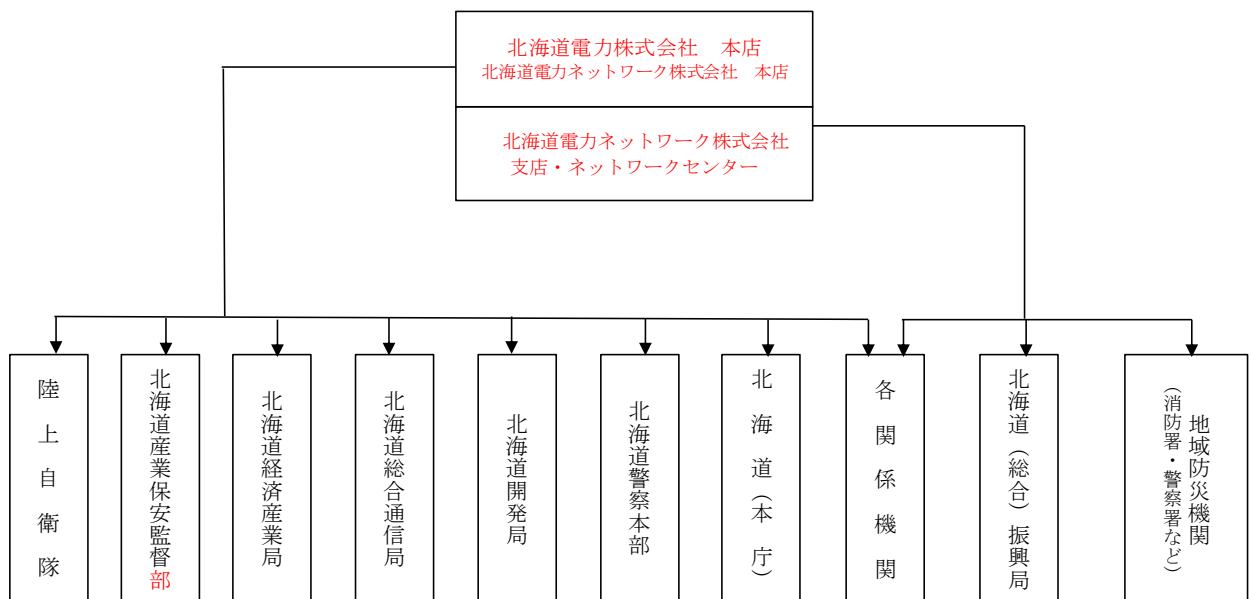 北海道電力株式会社　本店
北海道電力ネットワーク株式会社　本店
北海道電力ネットワーク株式会社
支店・ネットワークセンター
陸上自衛隊
北海道産業保安監督部
北海道経済産業局
北海道総合通信局
北海道開発局
北海道警察本部
北海道（本庁）
各関係機関
北海道（総合）振興局
地域防災機関
（消防署・警察署など）